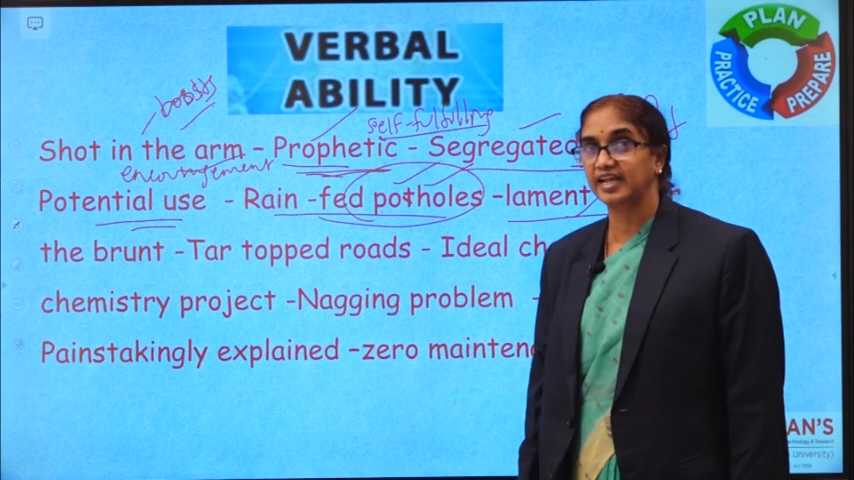 VERBAL
ABILITY
PLAN
PREPARE
PRACTICE
boosts
self-fulfilling
Shot in the arm - Prophetic - Segregated
encouragement
Potential use - Rain -fed potholes -lament
the brunt -Tar topped roads - Ideal ch
chemistry project -Nagging problem -
Painstakingly explained -zero mainten
AN'S
University)